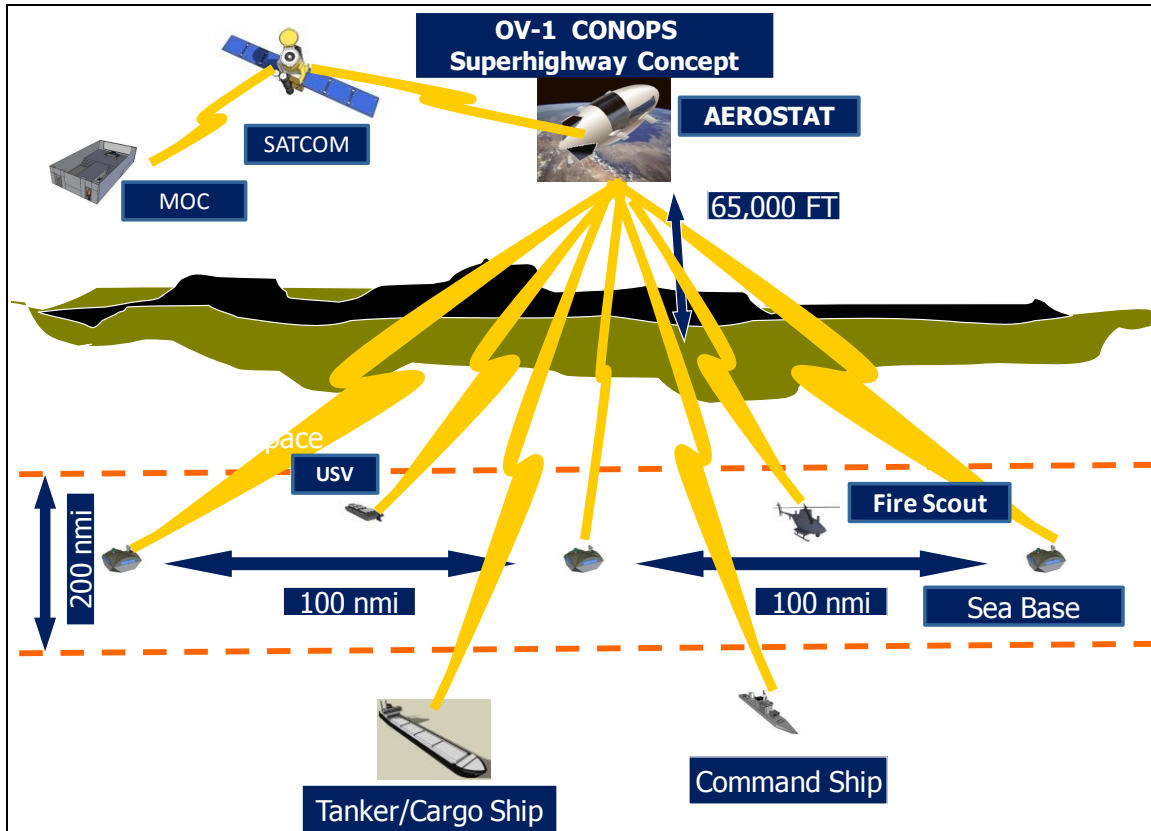 OV-1 CONOPS
Superhighway Concept
AEROSTAT
SATCOM
MOC
65,000 FT
pace
USV
Fire Scout
200 nmi
100 nmi
100 nmi
Sea Base
Command Ship
Tanker/Cargo Ship